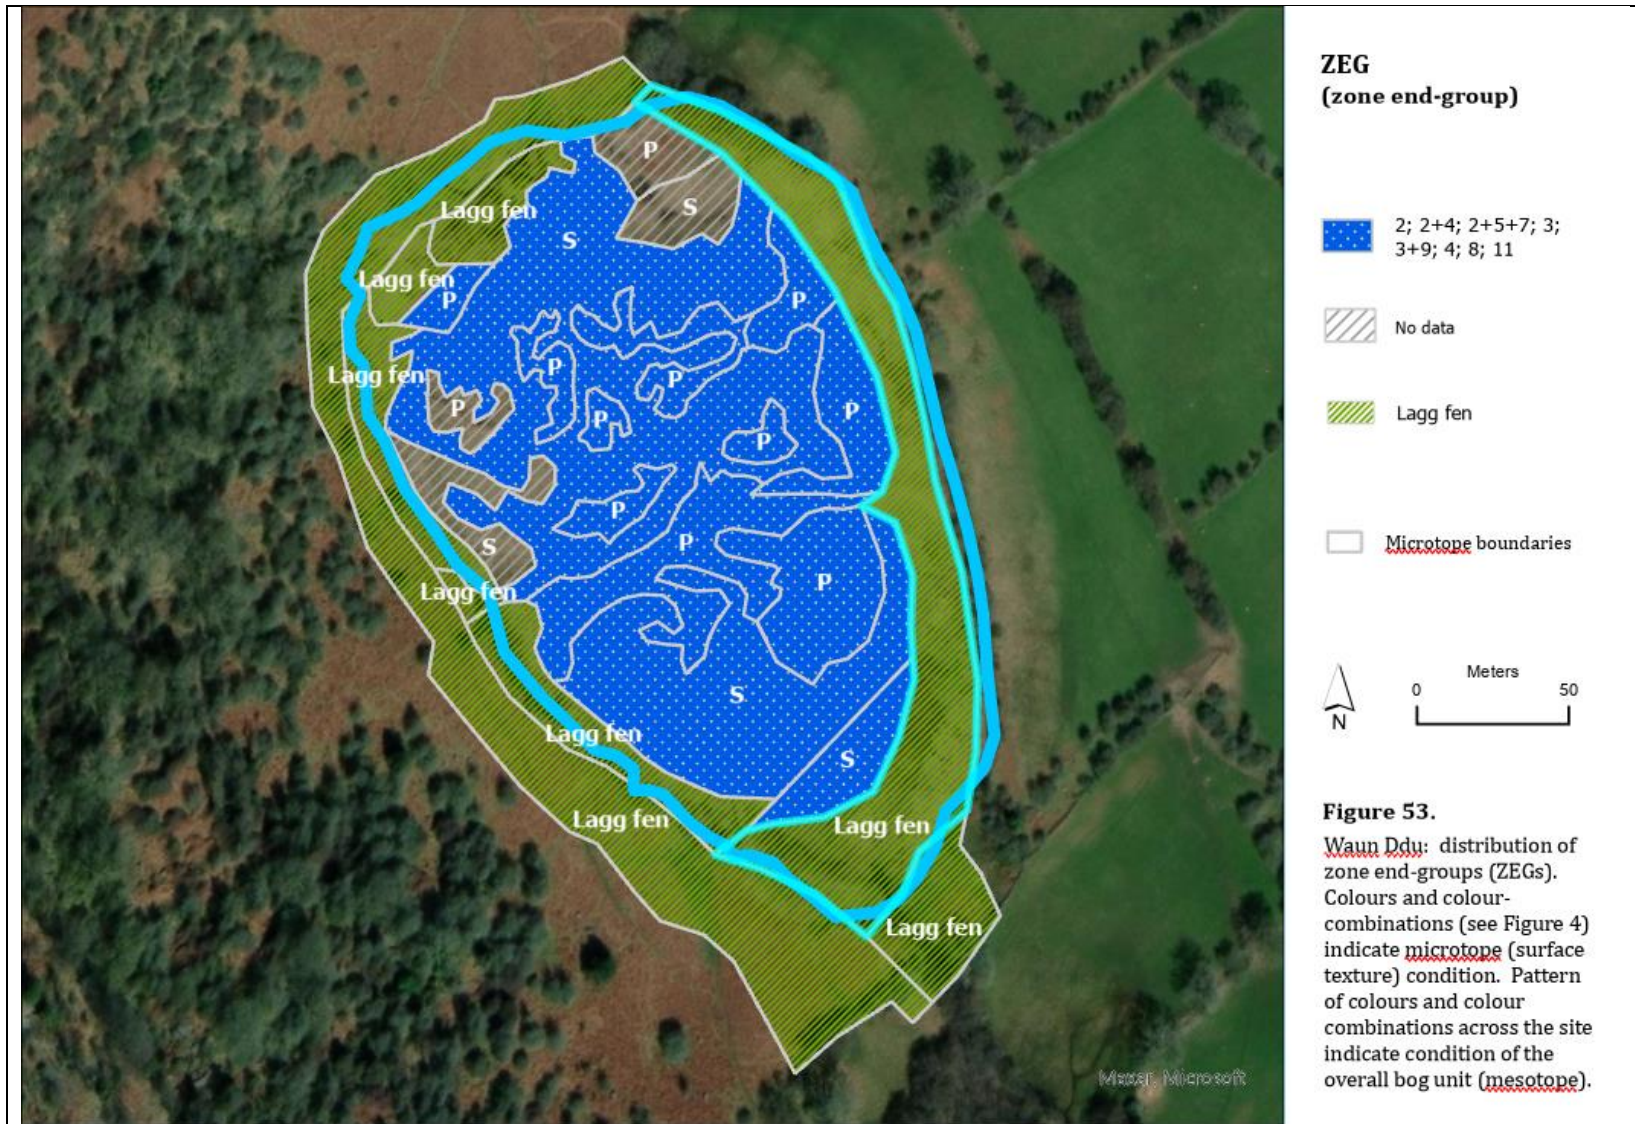 ZEG
(zone end-group)
2; 2+4; 2+5+7; 3;
3+9; 4; 8; 11
No data
Lagg fen
Microtope boundaries
Meters
0 50
N
Figure 53.
Waun Ddu: distribution of
zone end-groups (ZEGs).
Colours and colour-
combinations (see Figure 4)
indicate microtope (surface
texture) condition. Pattern
of colours and colour
combinations across the site
indicate condition of the
overall bog unit (mesotope).
P
S
Lagg fen
S
Lagg fen
P
P
P
Lagg fen
P
P
P
P
P
P
P
S
P
Lagg fen
S
Lagg fen
S
Lagg fen
Lagg fen
Lagg fen
Maxar, Microsoft